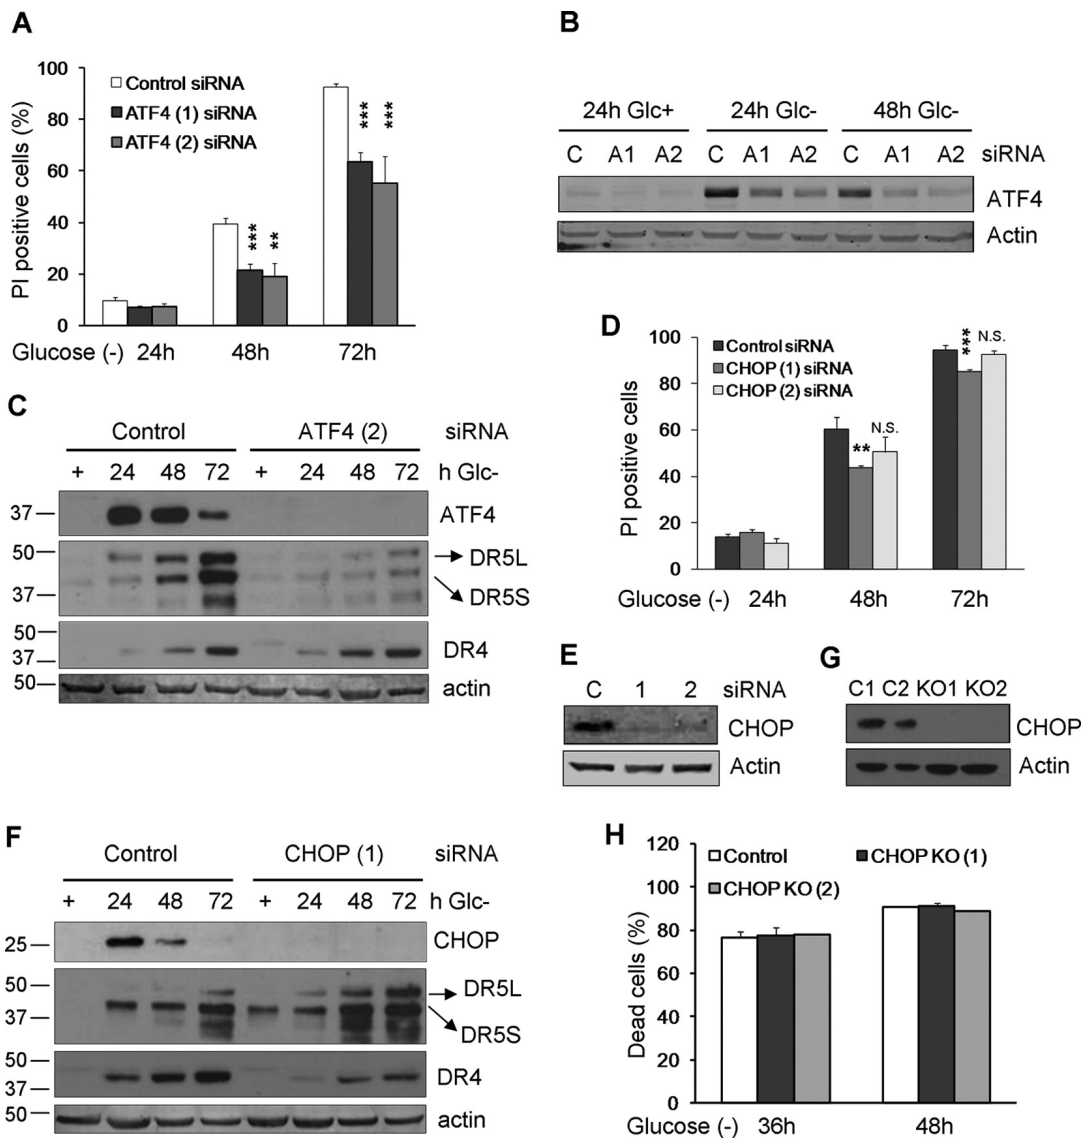 A
100
80
60
40
20
0
PI positive cells (%)
Control siRNA
ATF4 (1) siRNA
ATF4 (2) siRNA
***
**
***
***
Glucose (-) 24h 48h 72h
B
24h Glc+ 24h Glc- 48h Glc-
C A1 A2 C A1 A2 C A1 A2 siRNA
ATF4
Actin
C
Control ATF4 (2) siRNA
+ 24 48 72 + 24 48 72 h Glc-
37 ATF4
50 DR5L
37 DR5S
50
37 DR4
50 actin
D
100
80
60
40
20
0
PI positive cells
Control siRNA
CHOP (1) siRNA
CHOP (2) siRNA
**
N.S.
***
N.S.
Glucose (-) 24h 48h 72h
E
C 1 2 siRNA
CHOP
Actin
G
C1 C2 KO1 KO2
CHOP
Actin
F
Control CHOP (1) siRNA
+ 24 48 72 + 24 48 72 h Glc-
25 CHOP
50 DR5L
37 DR5S
50
37 DR4
50 actin
H
120
100
80
60
40
20
0
Dead cells (%)
Control CHOP KO (1)
CHOP KO (2)
Glucose (-) 36h 48h